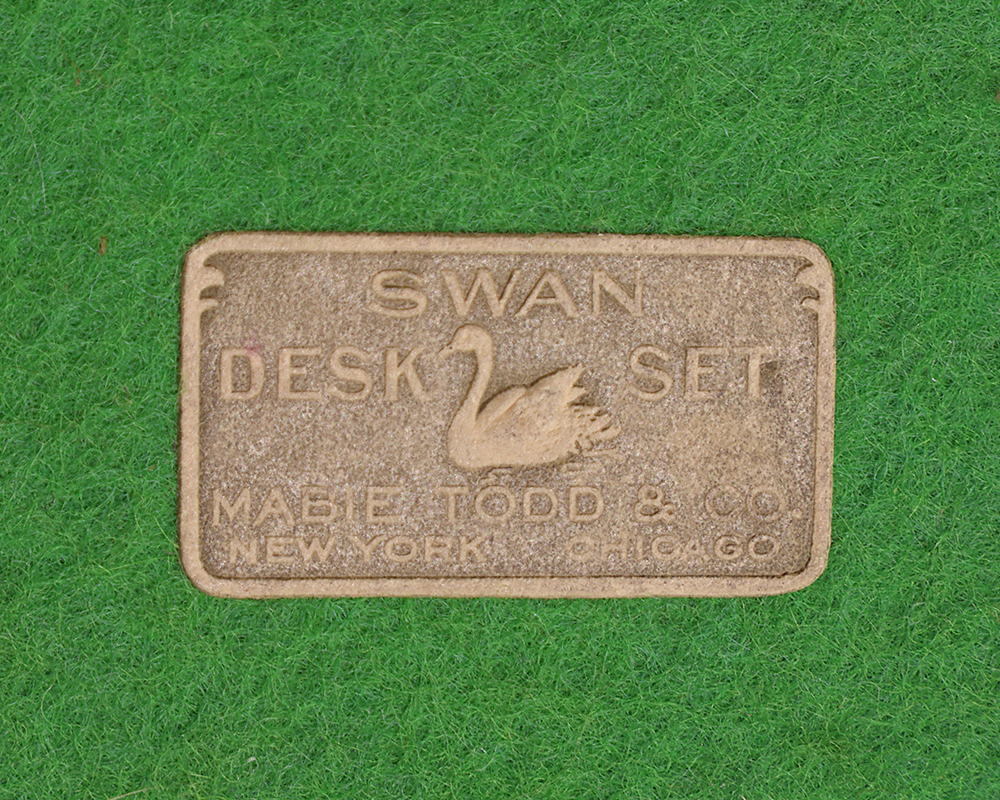 SWAN
DESK SET
MABIE TODD & CO.
NEW YORK CHICAGO